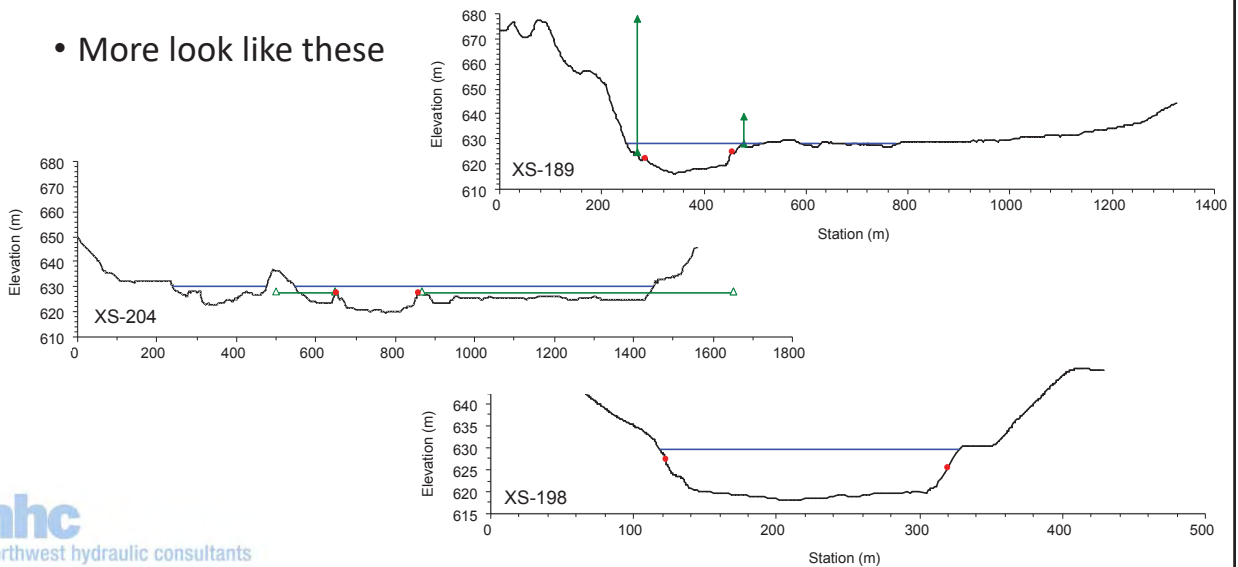 • More look like these
680
670
660
650
640
630
620
610
Elevation (m)
XS-189
0 200 400 600 800 1000 1200 1400
Station (m)
680
670
660
650
640
630
620
610
Elevation (m)
XS-204
0 200 400 600 800 1000 1200 1400 1600 1800
640
635
630
625
620
615
Elevation (m)
XS-198
0 100 200 300 400 500
Station (m)
nhc
rthwest hydraulic consultants